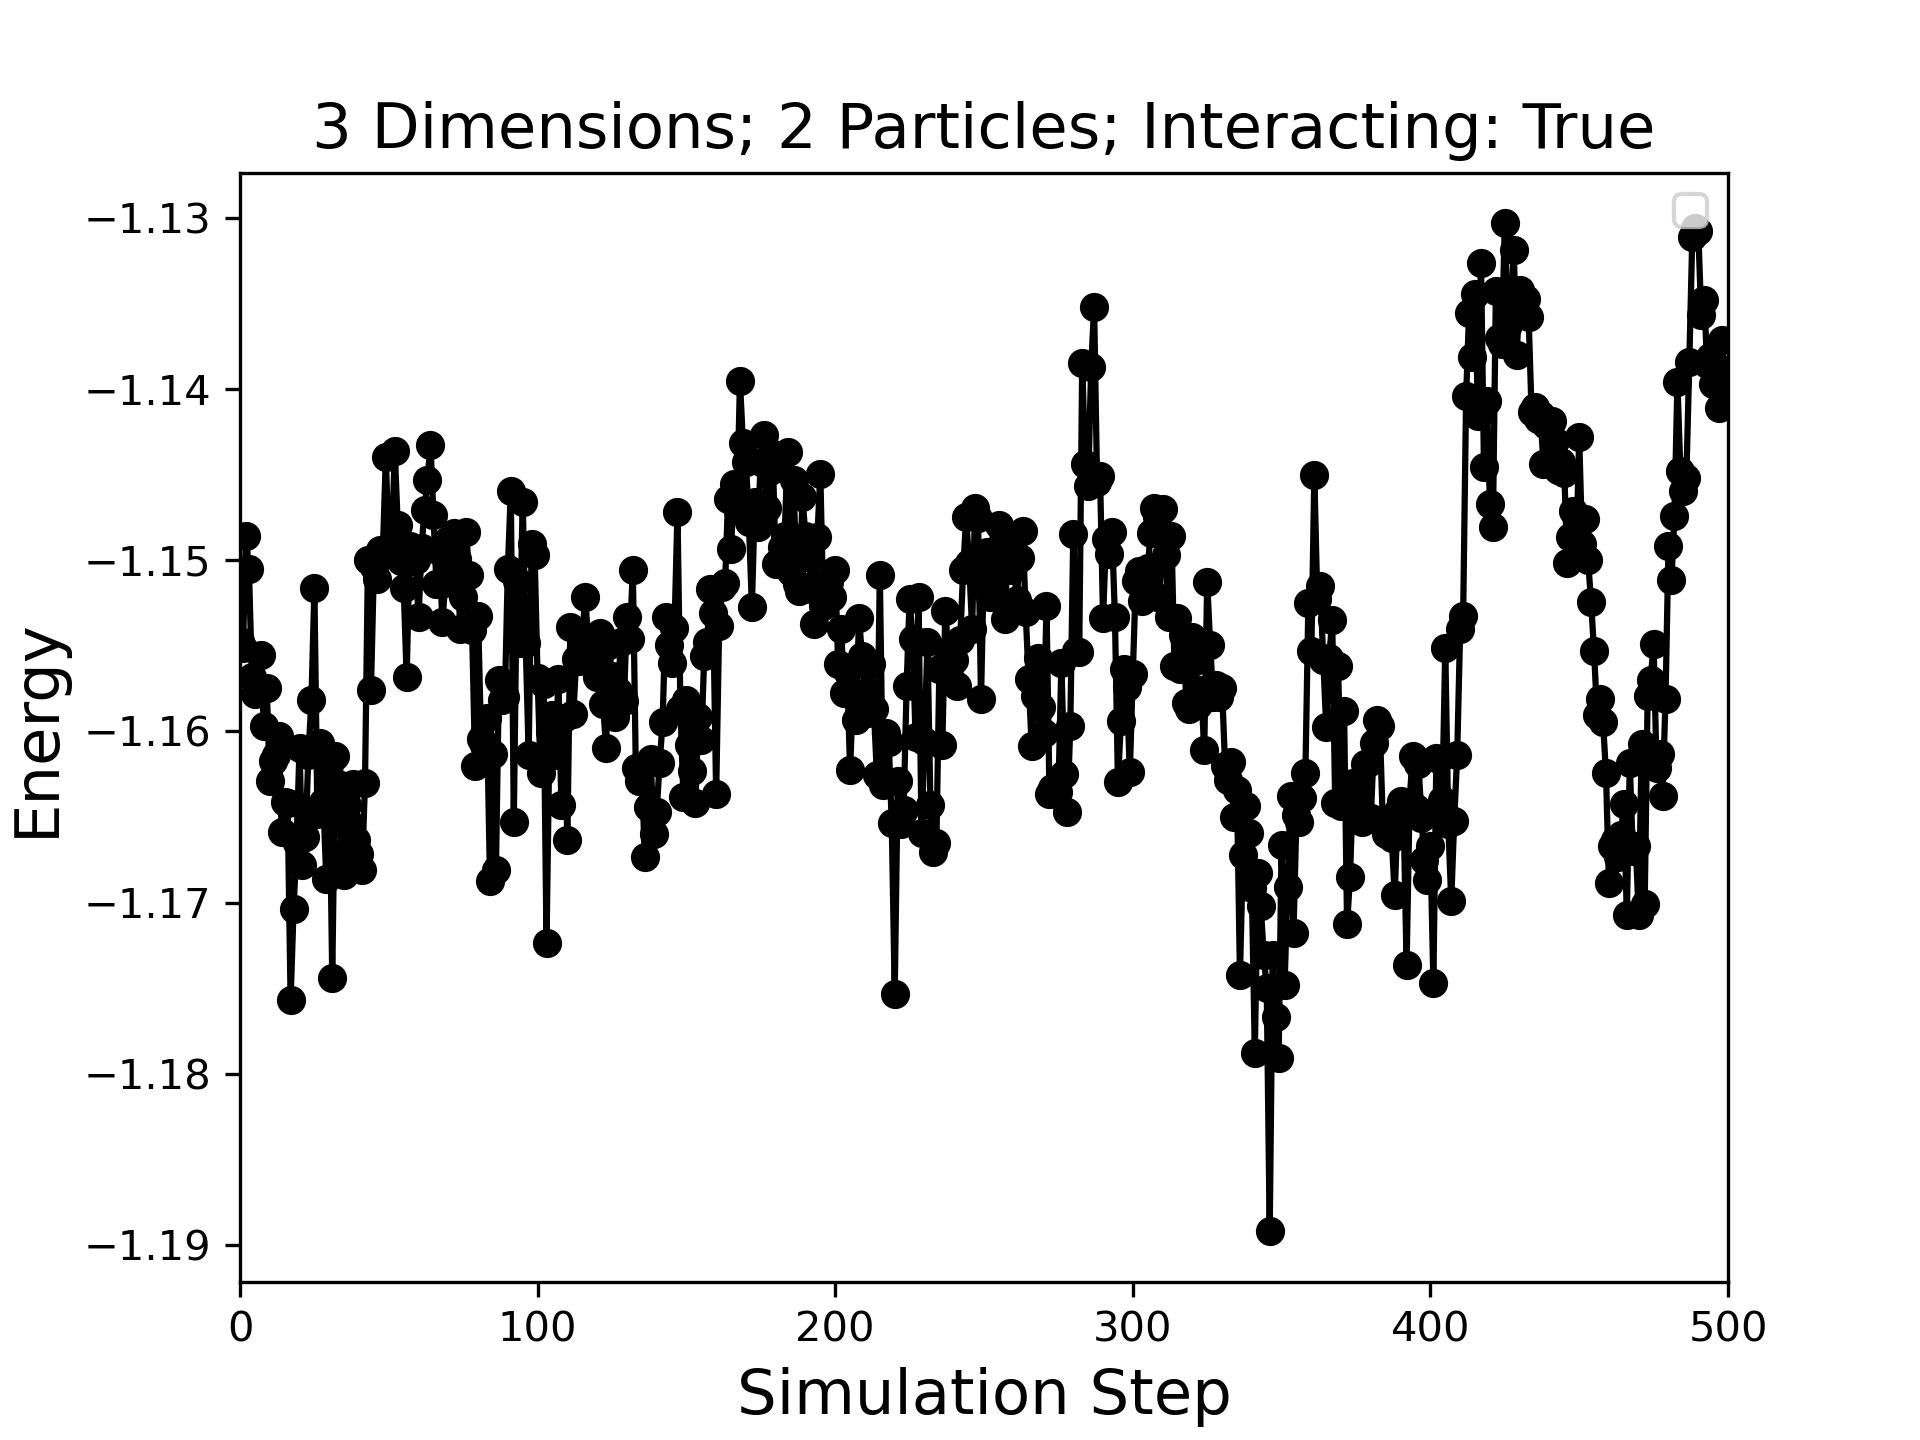 3 Dimensions; 2 Particles; Interacting: True
−1.13
−1.14
−1.15
−1.16
−1.17
−1.18
−1.19
Energy
0 100 200 300 400 500
Simulation Step